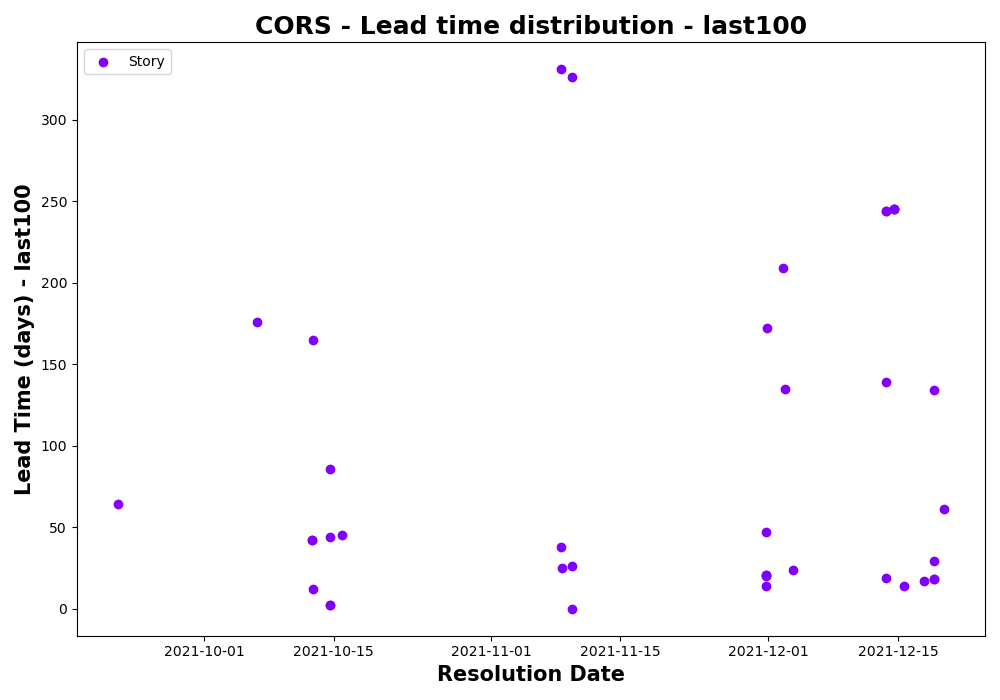 CORS - Lead time distribution - last100
Story
Lead Time (days) - last100
300
250
200
150
100
50
0
2021-10-01 2021-10-15 2021-11-01 2021-11-15 2021-12-01 2021-12-15
Resolution Date